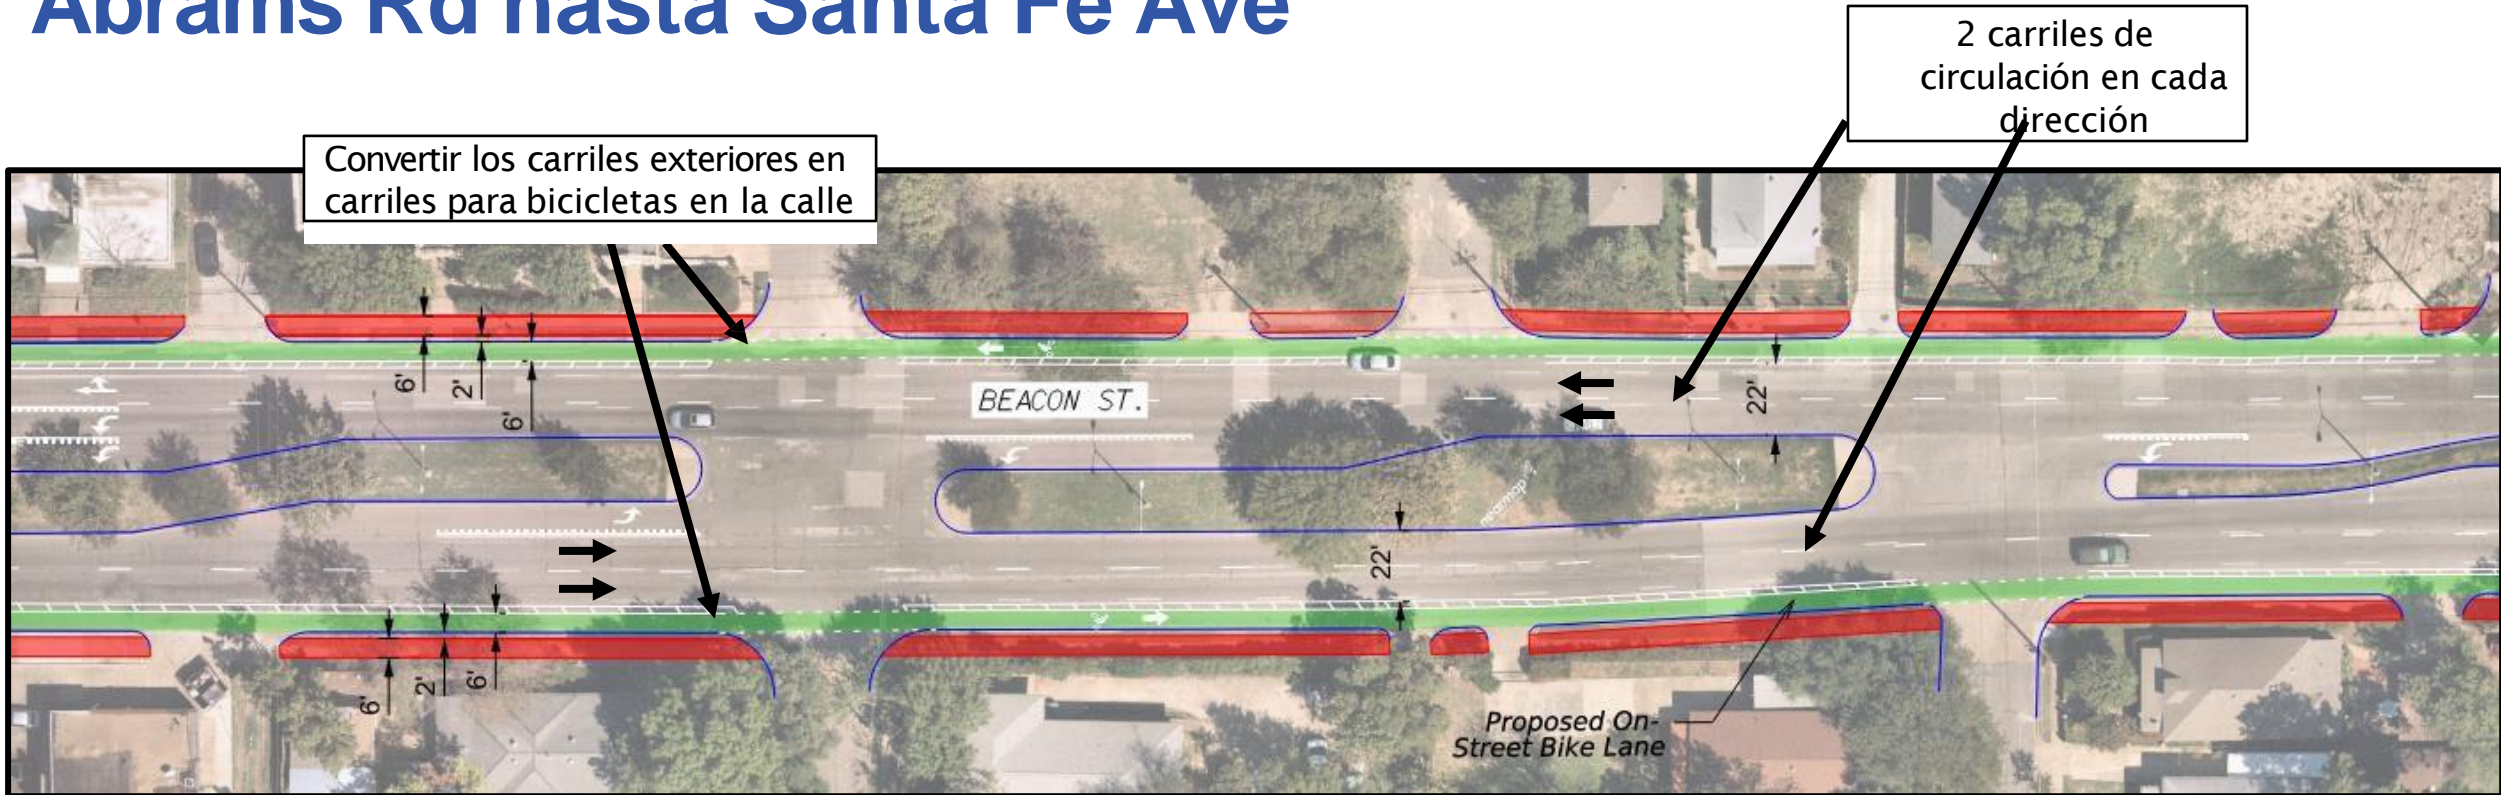 Abrams Rd hasta Santa Fe Ave
2 carriles de
circulación en cada
dirección
Convertir los carriles exteriores en
carriles para bicicletas en la calle
6'
2'
6'
BEACON ST.
22'
nearmap
22'
6'
2'
6'
Proposed On-
Street Bike Lane